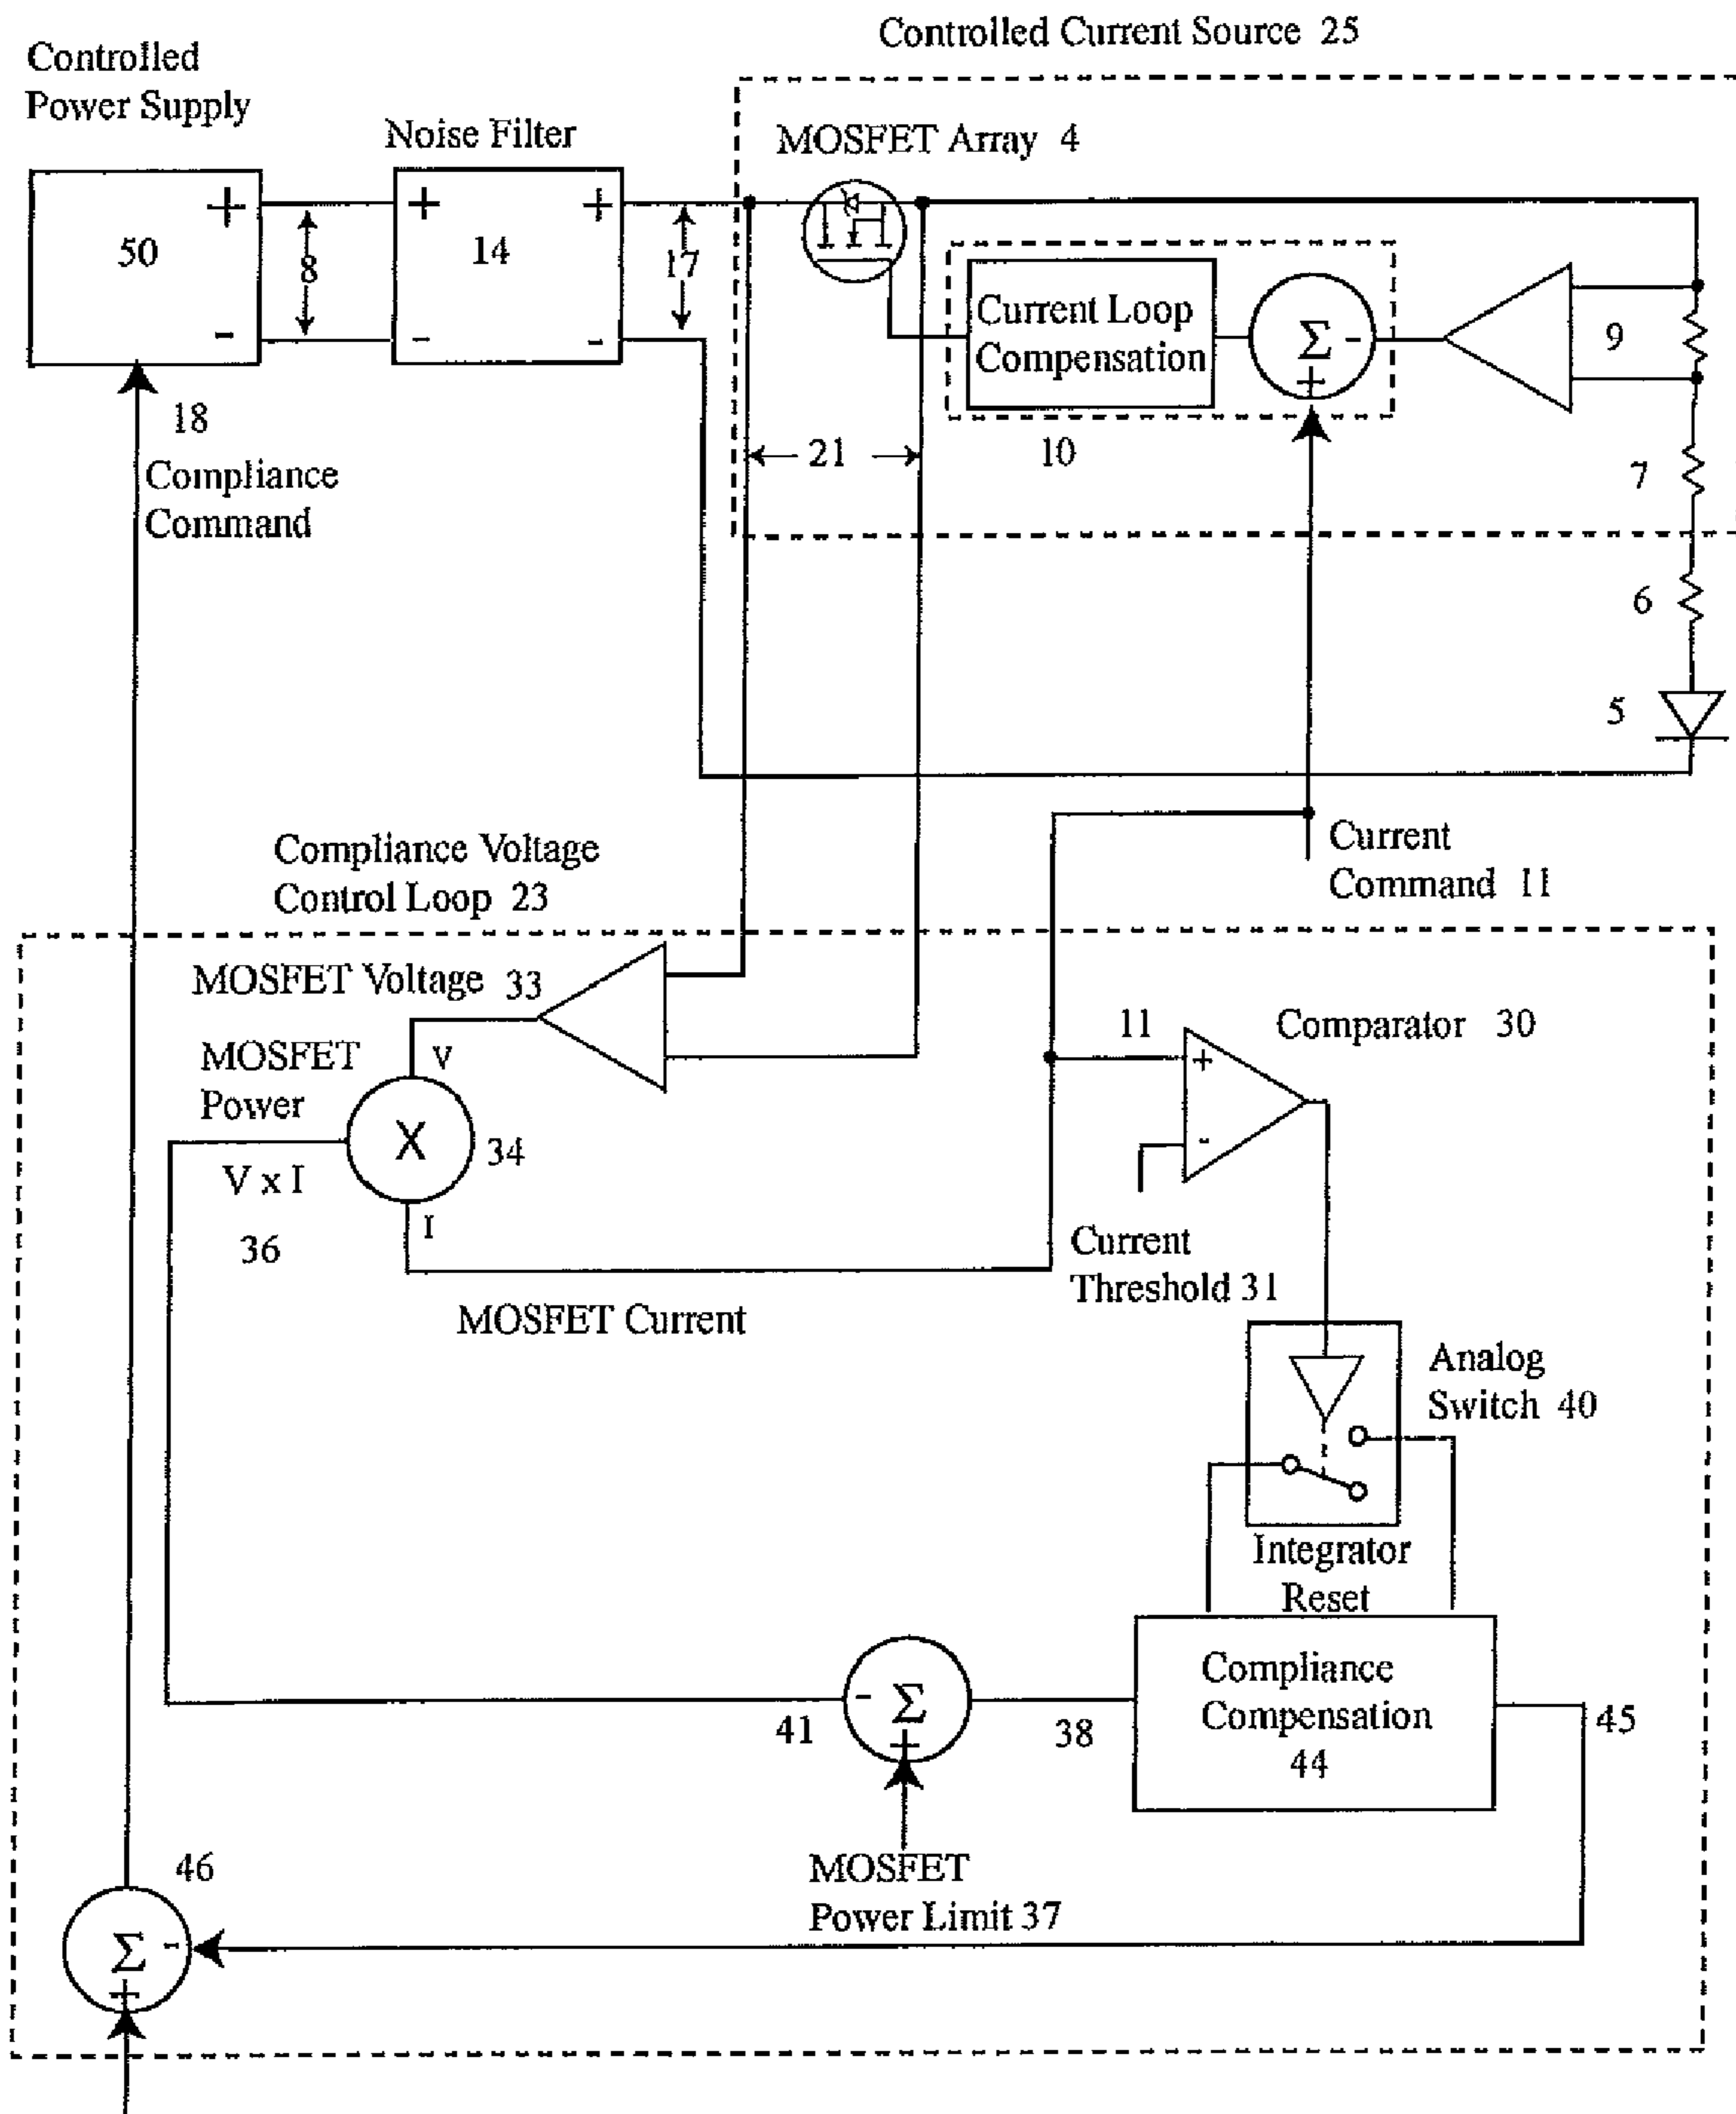 Controlled Current Source 25
Controlled
Power Supply
Noise Filter
MOSFET Array 4
+
50
-
8
+
14
+
-
-
17
Current Loop
Compensation
Σ
-
+
9
10
21
7
18
Compliance
Command
6
5
Compliance Voltage
Control Loop 23
Current
Command 11
MOSFET Voltage 33
MOSFET
Power
V
X
34
V x I
36
I
MOSFET Current
11
Comparator 30
+
-
Current
Threshold 31
Analog
Switch 40
Integrator
Reset
Compliance
Compensation
44
45
38
- Σ
+
41
MOSFET
Power Limit 37
46
Σ -
+